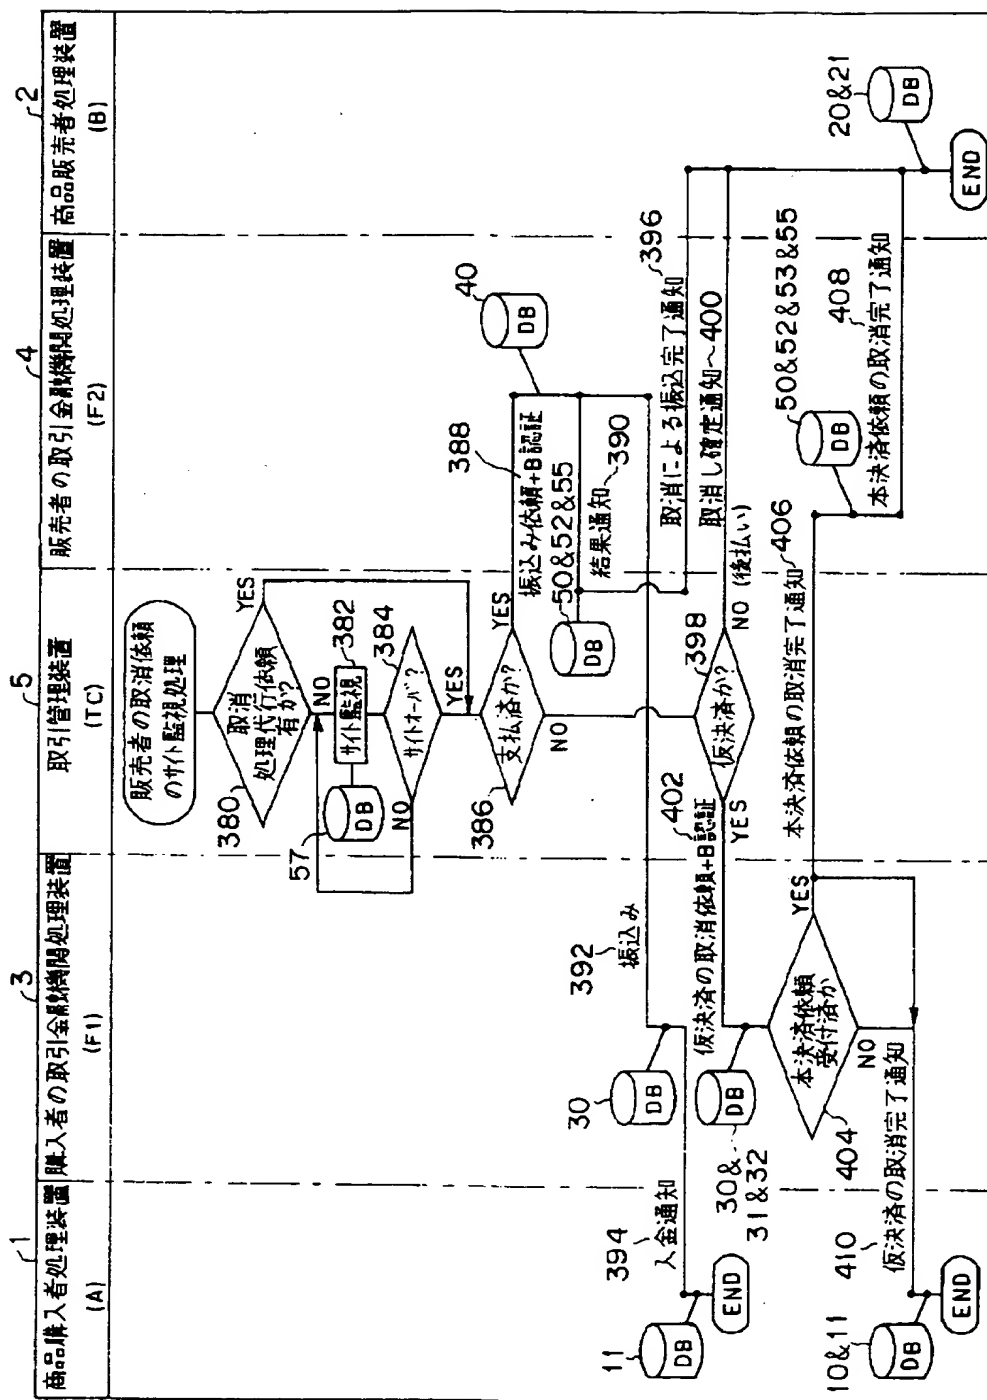 1
商品購入者処理装置
(A)
3
購入者の取引金融機関処理装置
(F1)
5
取引管理装置
(TC)
4
販売者の取引金融機関処理装置
(F2)
2
商品販売者処理装置
(B)
販売者の取消依頼
のサイト監視処理
380
取消
処理代行依頼
有か?
YES
NO
382
サイト監視
57
DB
384
サイトオーバ?
NO
YES
386
支払済か?
YES
NO
388
振込み依頼+B認証
40
DB
50&52&55
DB
結果通知
390
392
振込み
30
DB
394
入金通知
11
DB
END
取消による振込完了通知
396
398
仮決済か?
NO (後払い)
YES
取消し確定通知
400
402
仮決済の取消依頼+B認証
30&
31&32
DB
404
本決済依頼
受付済か
YES
NO
本決済依頼の取消完了通知
406
50&52&53&55
DB
408
本決済依頼の取消完了通知
20&21
DB
END
410
仮決済の取消完了通知
10&11
DB
END